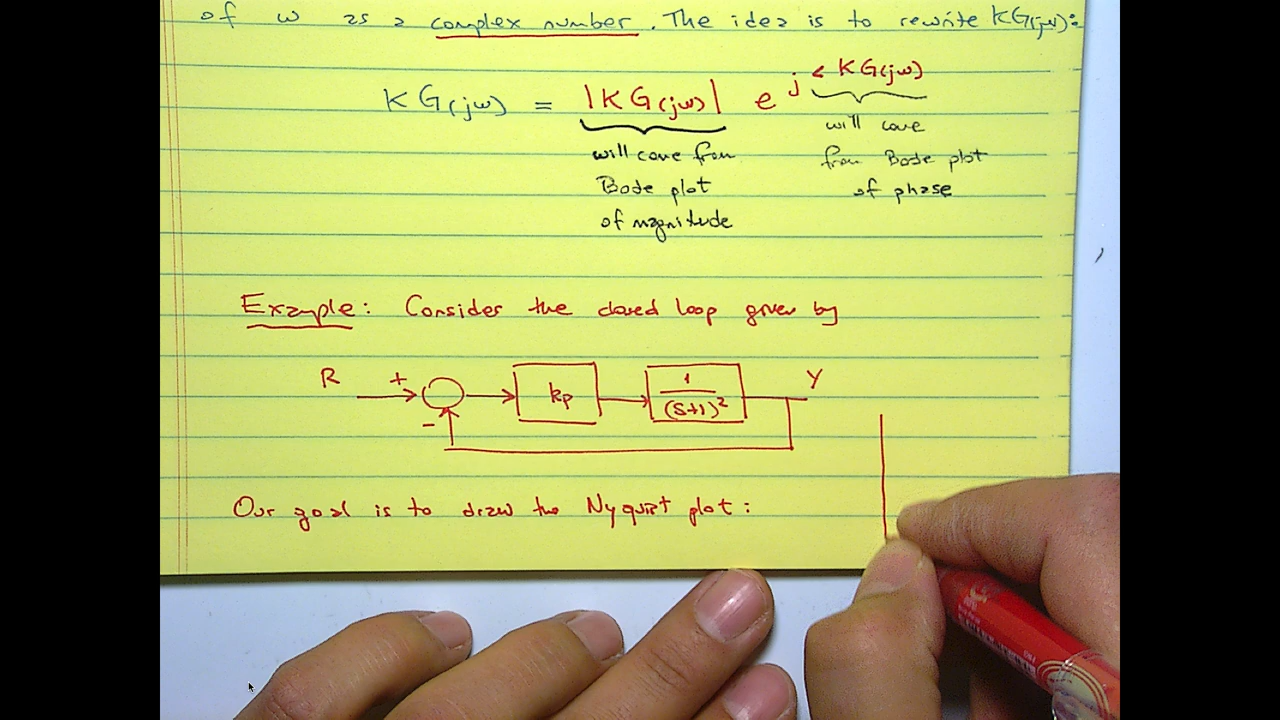 of ω as a complex number. The idea is to rewrite KG(jω):
KG(jω) = |KG(jω)| e^{j∠KG(jω)}
will come from
Bode plot
of magnitude
will come
from Bode plot
of phase
Example: Consider the closed loop given by
R + - kp 1/(s+1)² Y
Our goal is to draw the Nyquist plot: